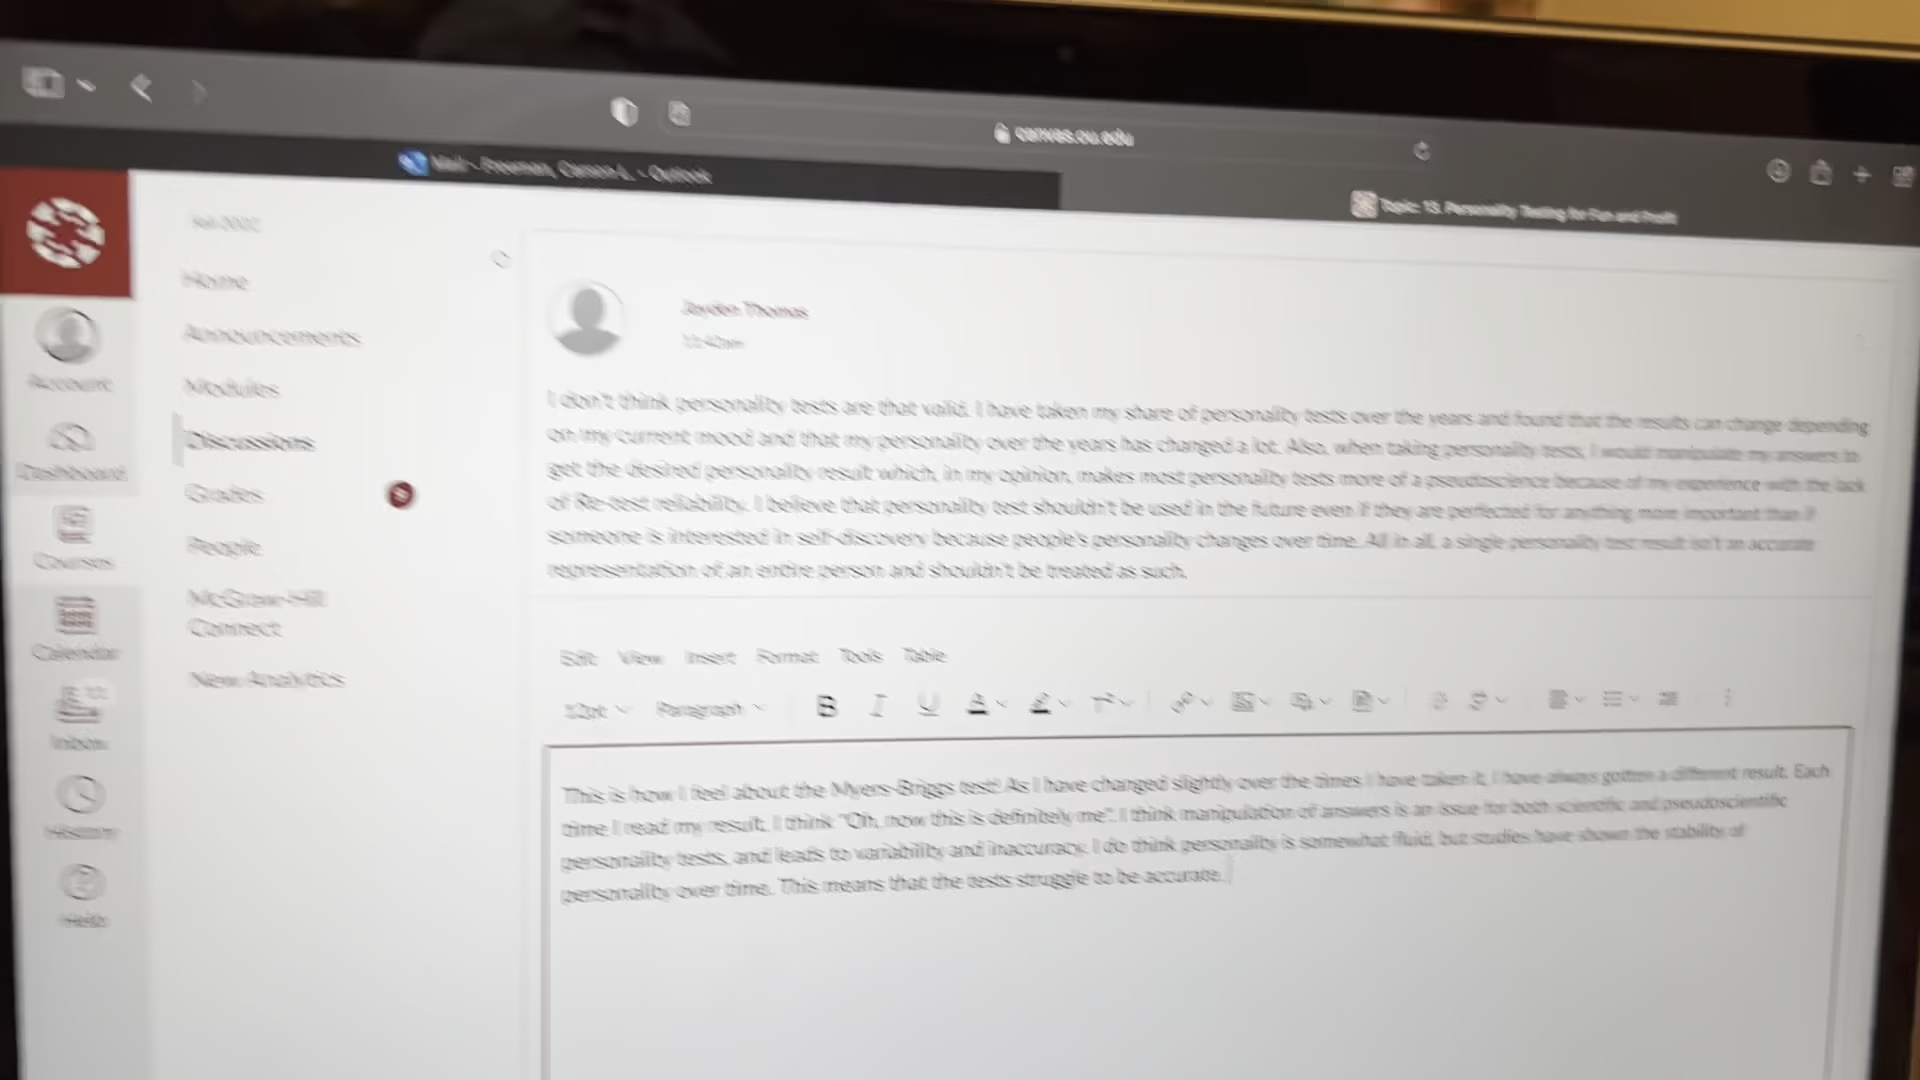 canvas.ou.edu
Mail - Freeman, Carson L. - Outlook
Topic: 13. Personality Testing for Fun and Profit
Home
Announcements
Modules
Discussions
Grades
People
McGraw-Hill
Connect
New Analytics
Account
Dashboard
Courses
Calendar
Inbox
History
Help
Jayden Thomas
I don't think personality tests are that valid. I have taken my share of personality tests over the years and found that the results can change depending
on my current mood and that my personality over the years has changed a lot. Also, when taking personality tests, I would manipulate my answers to
get the desired personality result which, in my opinion, makes most personality tests more of a pseudoscience because of my experience with the lack
of Re-test reliability. I believe that personality test shouldn't be used in the future even if they are perfected for anything more important than if
someone is interested in self-discovery because people's personality changes over time. All in all, a single personality test result isn't an accurate
representation of an entire person and shouldn't be treated as such.
Edit View Insert Format Tools Table
12pt Paragraph B I U A
This is how I feel about the Myers-Briggs test! As I have changed slightly over the times I have taken it, I have always gotten a different result. Each
time I read my result, I think "Oh, now this is definitely me". I think manipulation of answers is an issue for both scientific and pseudoscientific
personality tests, and leads to variability and inaccuracy. I do think personality is somewhat fluid, but studies have shown the stability of
personality over time. This means that the tests struggle to be accurate.